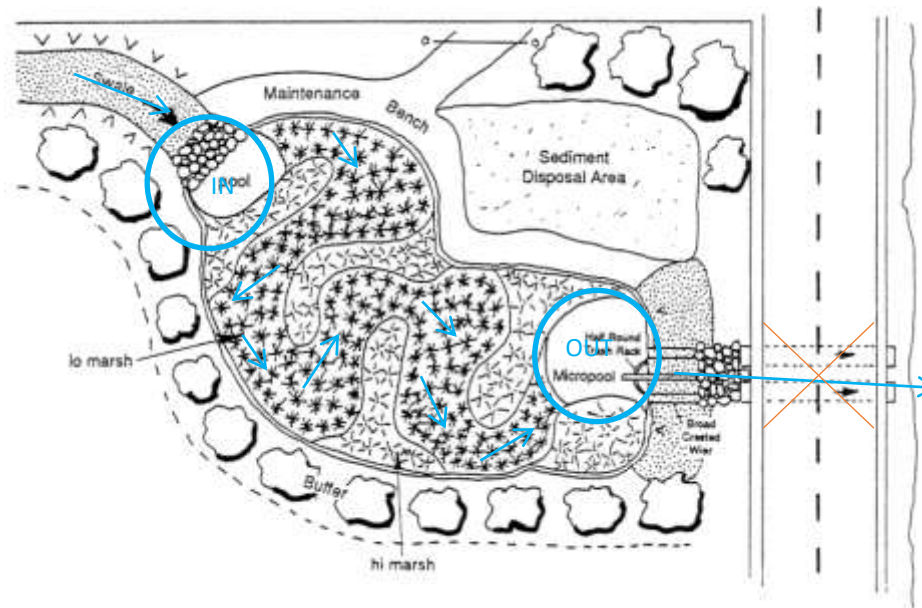 Swale
Maintenance
Bench
IN
pool
Sediment
Disposal Area
Half Round
Trash Rack
OUT
Micropool
lo marsh
Broad
Crested
Wier
Buffer
hi marsh